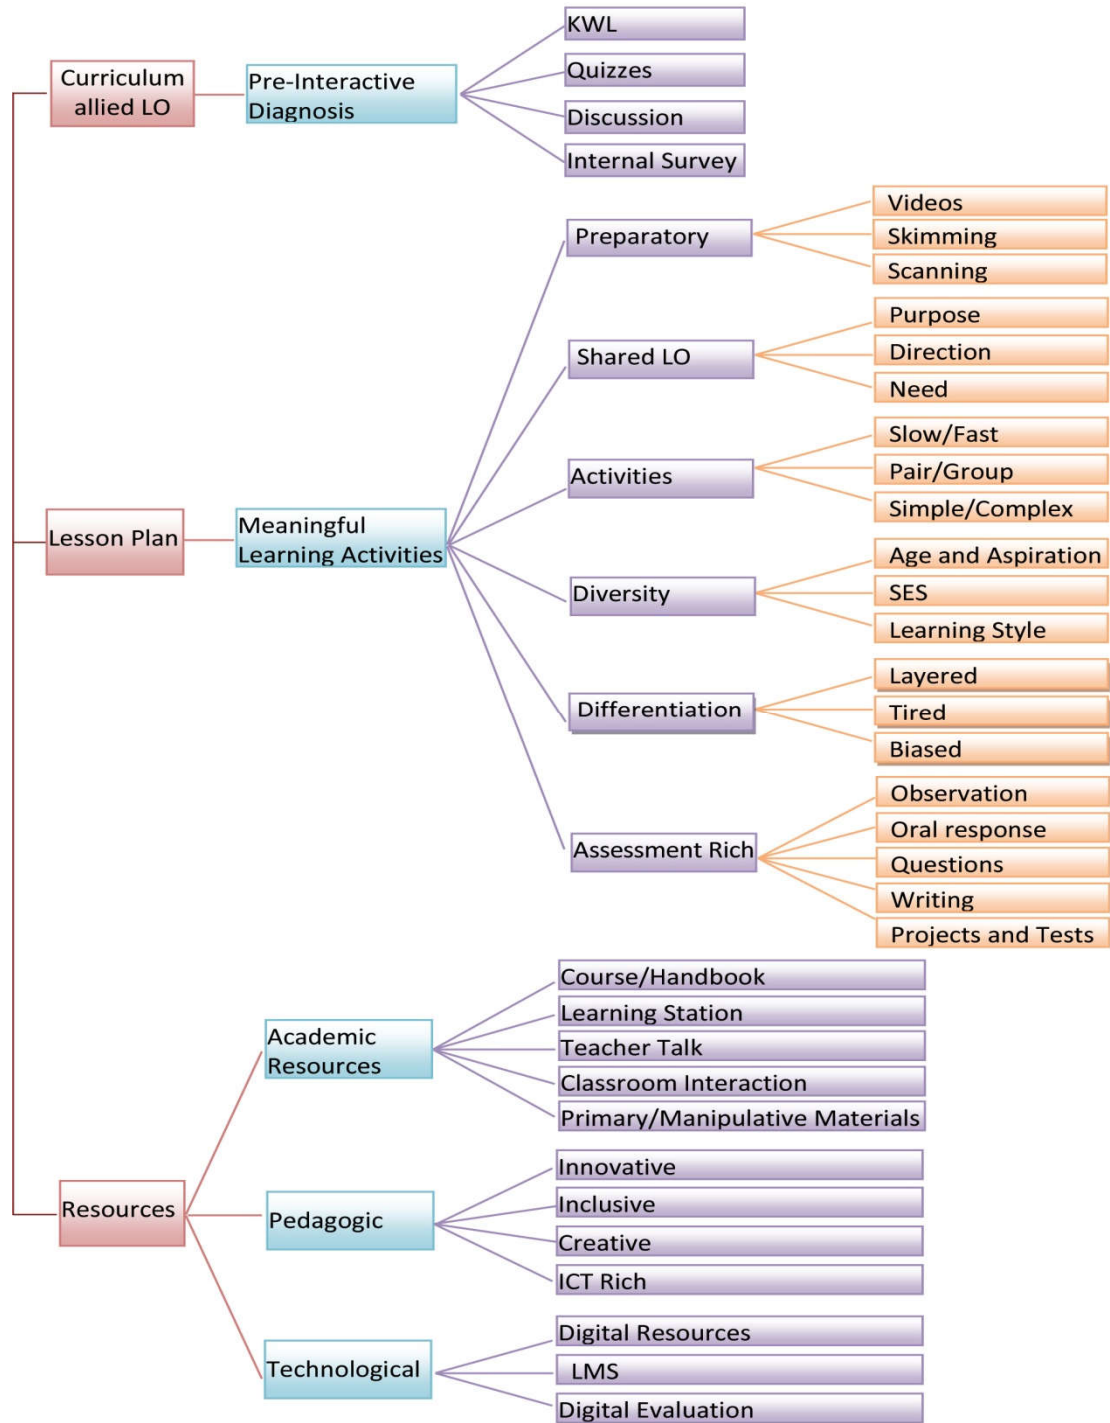 Curriculum
allied LO
Pre-Interactive
Diagnosis
KWL
Quizzes
Discussion
Internal Survey
Lesson Plan
Meaningful
Learning Activities
Preparatory
Videos
Skimming
Scanning
Shared LO
Purpose
Direction
Need
Activities
Slow/Fast
Pair/Group
Simple/Complex
Diversity
Age and Aspiration
SES
Learning Style
Differentiation
Layered
Tired
Biased
Assessment Rich
Observation
Oral response
Questions
Writing
Projects and Tests
Resources
Academic
Resources
Course/Handbook
Learning Station
Teacher Talk
Classroom Interaction
Primary/Manipulative Materials
Pedagogic
Innovative
Inclusive
Creative
ICT Rich
Technological
Digital Resources
LMS
Digital Evaluation